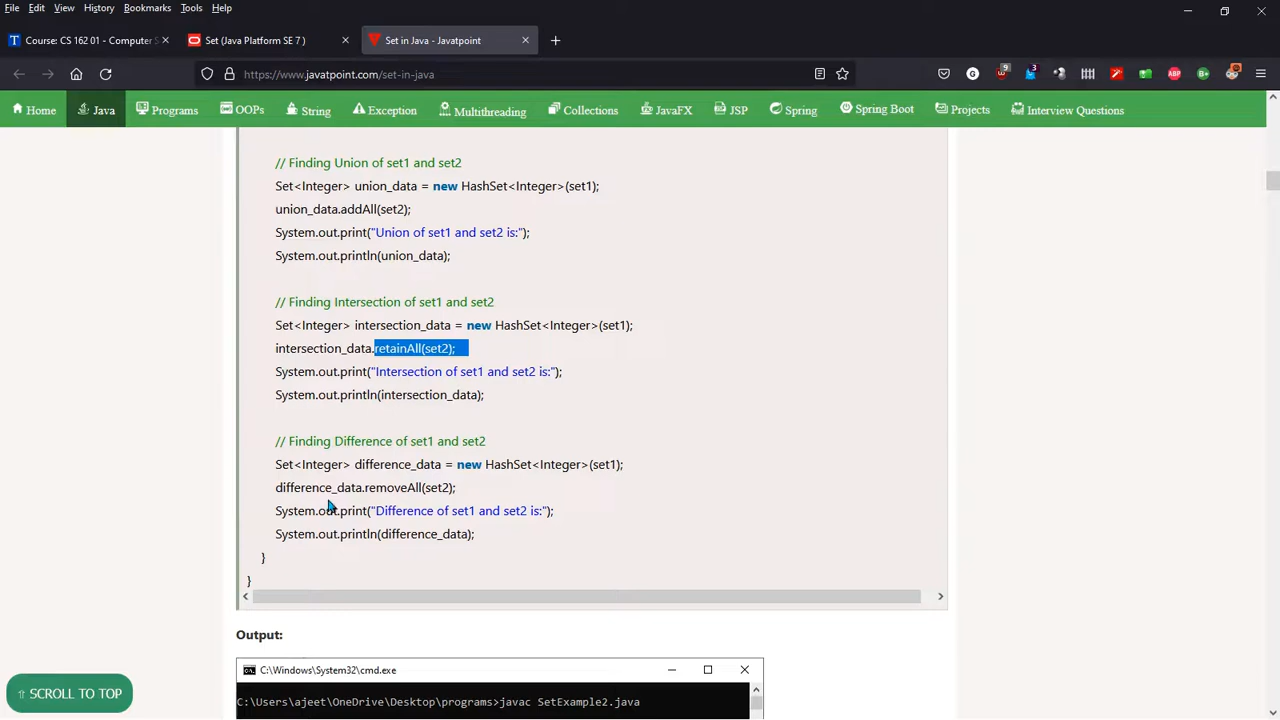 File Edit View History Bookmarks Tools Help
Course: CS 162 01 - Computer S
Set (Java Platform SE 7 )
Set in Java - Javatpoint
https://www.javatpoint.com/set-in-java
Home Java Programs OOPs String Exception Multithreading Collections JavaFX JSP Spring Spring Boot Projects Interview Questions
// Finding Union of set1 and set2
Set<Integer> union_data = new HashSet<Integer>(set1);
union_data.addAll(set2);
System.out.print("Union of set1 and set2 is:");
System.out.println(union_data);
// Finding Intersection of set1 and set2
Set<Integer> intersection_data = new HashSet<Integer>(set1);
intersection_data.retainAll(set2);
System.out.print("Intersection of set1 and set2 is:");
System.out.println(intersection_data);
// Finding Difference of set1 and set2
Set<Integer> difference_data = new HashSet<Integer>(set1);
difference_data.removeAll(set2);
System.out.print("Difference of set1 and set2 is:");
System.out.println(difference_data);
}
}
Output:
C:\Windows\System32\cmd.exe
C:\Users\ajeet\OneDrive\Desktop\programs>javac SetExample2.java
⇧ SCROLL TO TOP